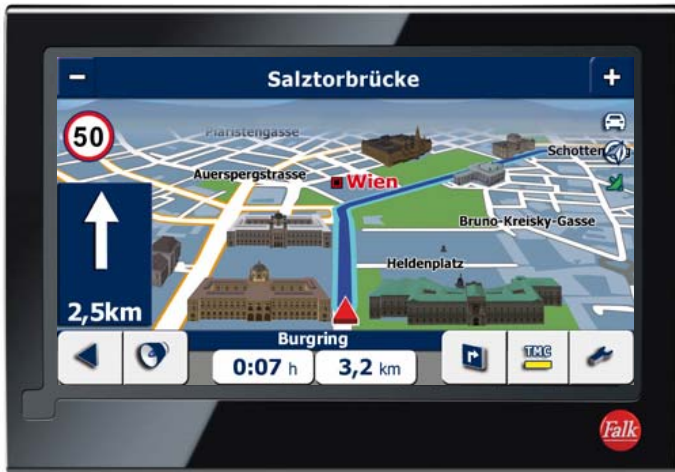 - Salztorbrücke +
50
Piaristengasse
Schotten
Auerspergstrasse
Wien
Bruno-Kreisky-Gasse
Heldenplatz
2,5km
Burgring
0:07 h 3,2 km
TMC
Falk